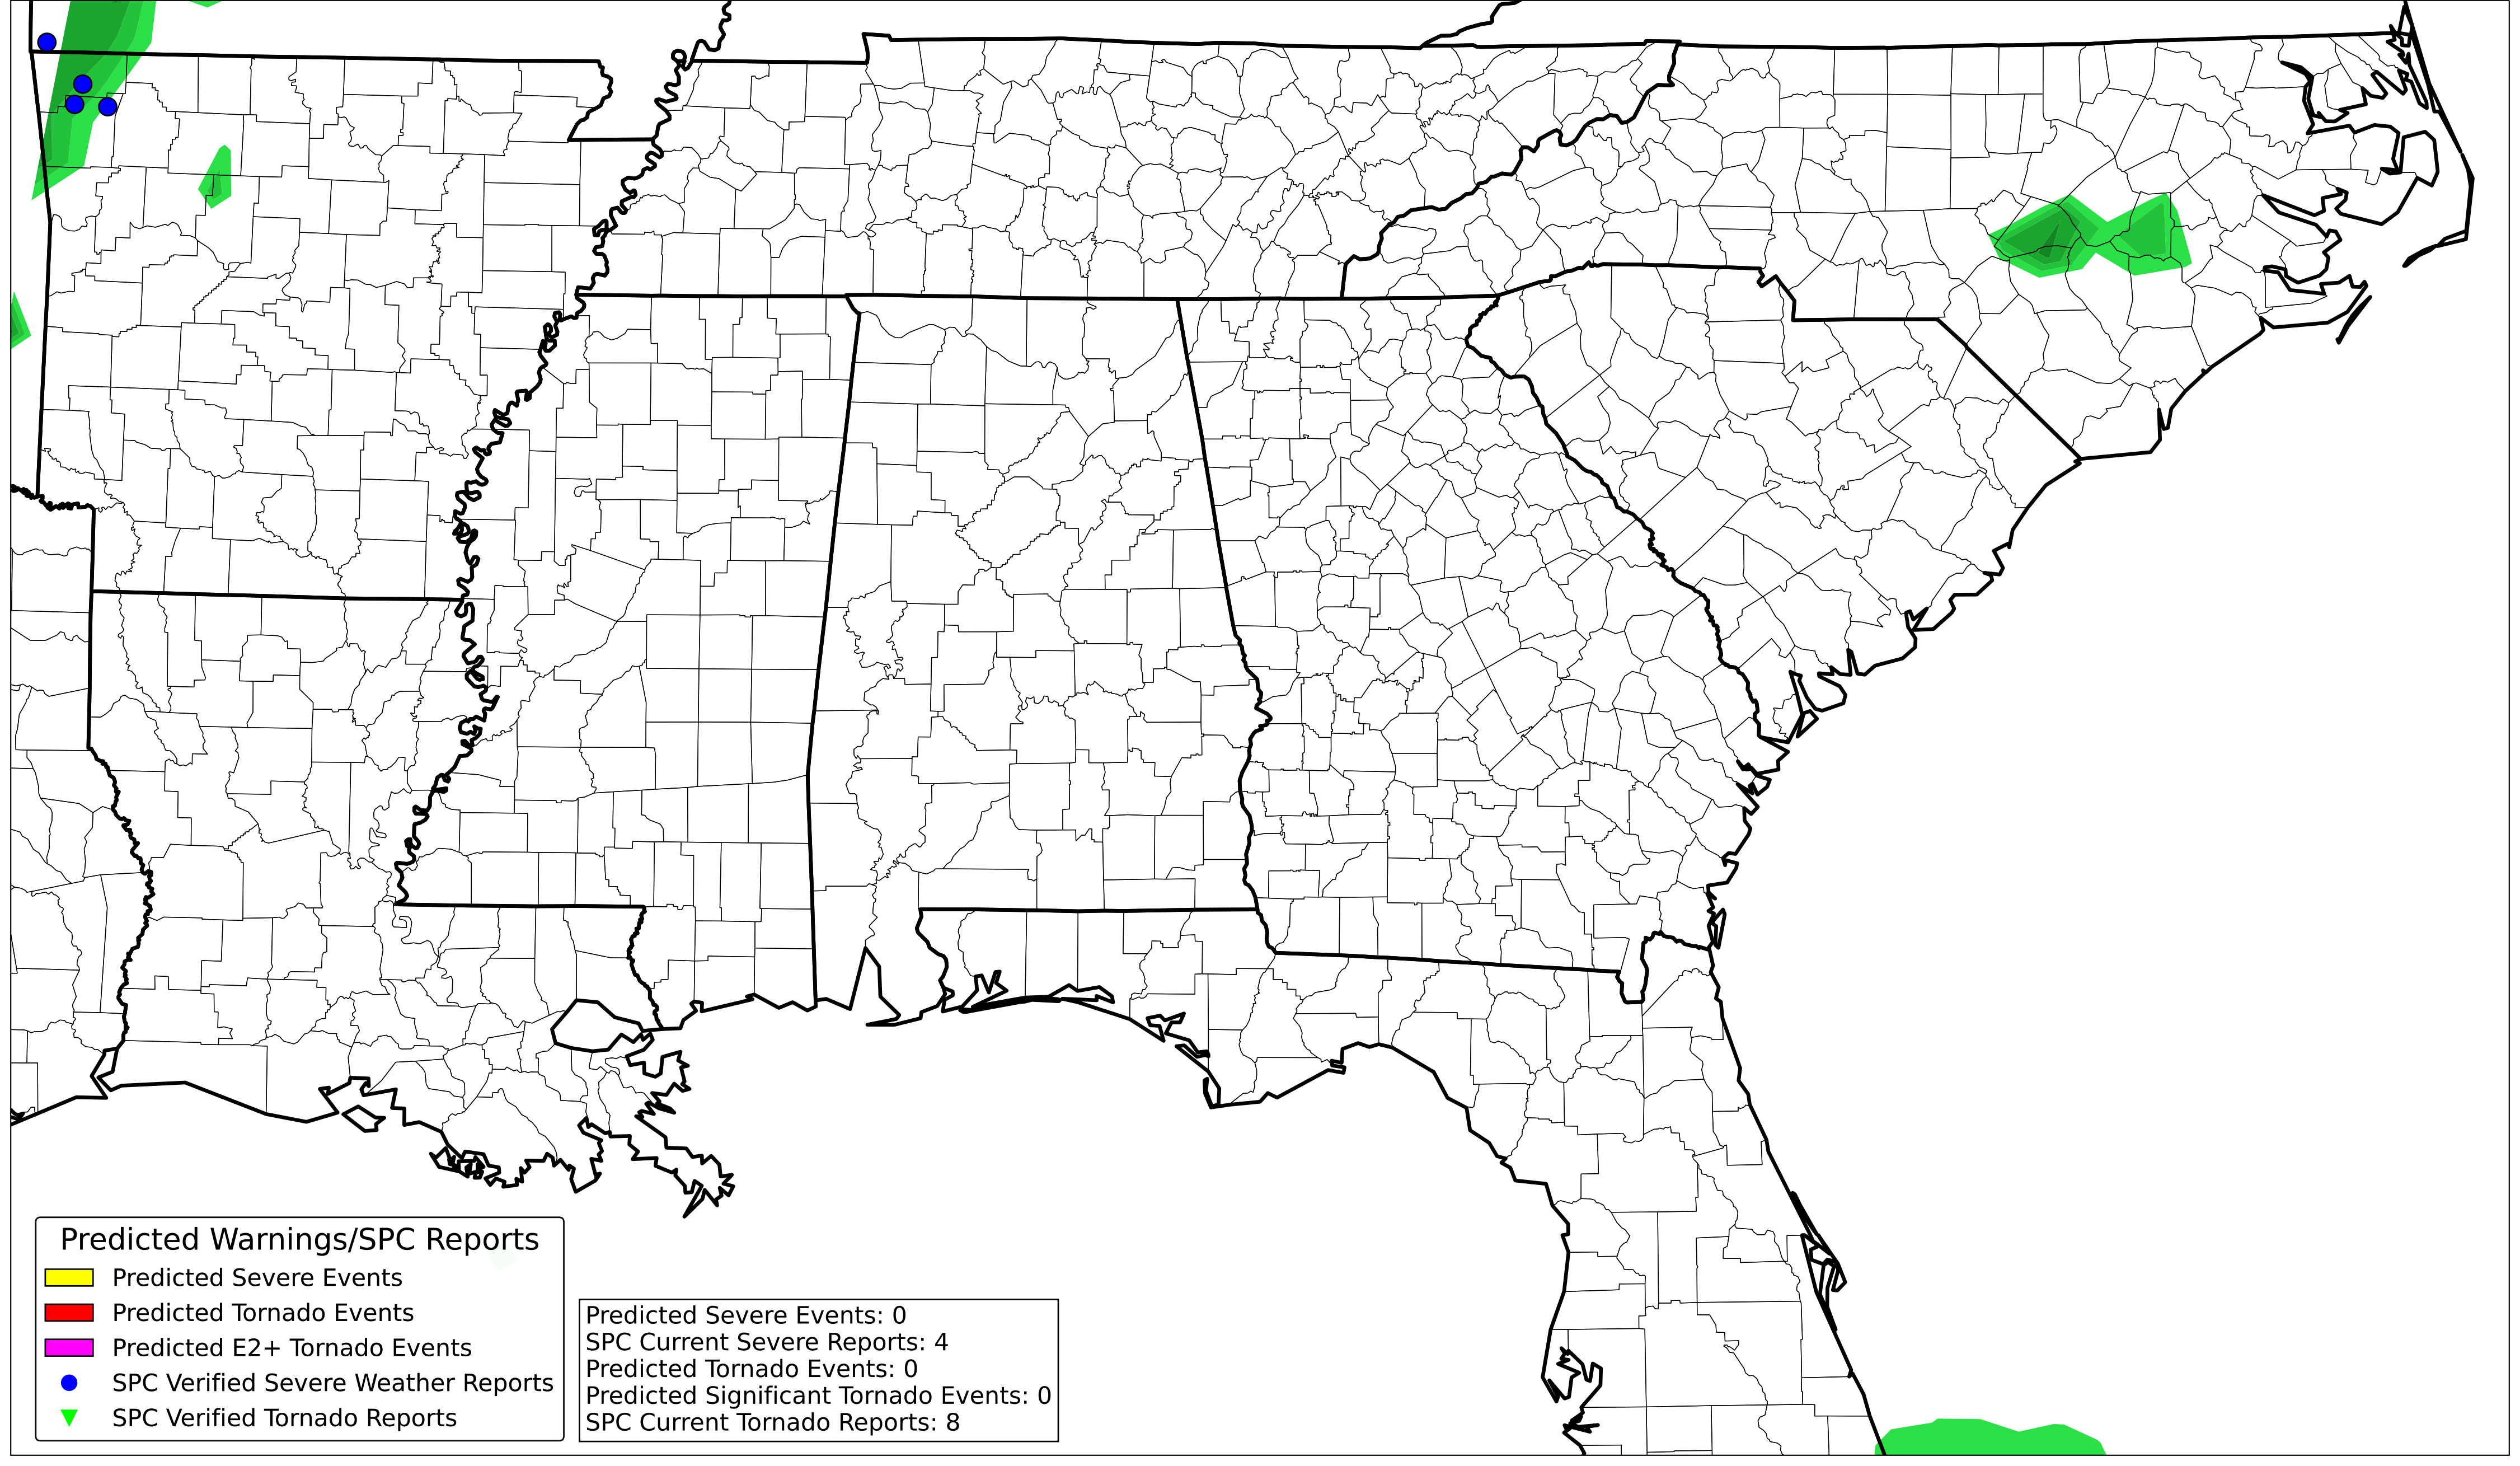 Predicted Warnings/SPC Reports
Predicted Severe Events
Predicted Tornado Events
Predicted E2+ Tornado Events
SPC Verified Severe Weather Reports
SPC Verified Tornado Reports
Predicted Severe Events: 0
SPC Current Severe Reports: 4
Predicted Tornado Events: 0
Predicted Significant Tornado Events: 0
SPC Current Tornado Reports: 8